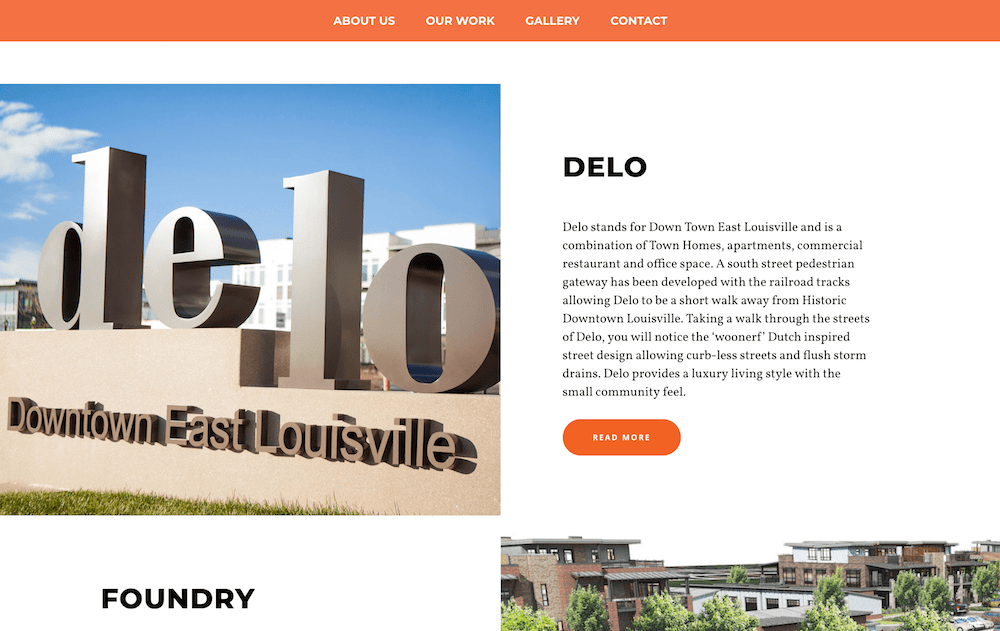 ABOUT US
OUR WORK
GALLERY
CONTACT
delo
Downtown East Louisville
DELO
Delo stands for Down Town East Louisville and is a
combination of Town Homes, apartments, commercial
restaurant and office space. A south street pedestrian
gateway has been developed with the railroad tracks
allowing Delo to be a short walk away from Historic
Downtown Louisville. Taking a walk through the streets
of Delo, you will notice the ‘woonerf’ Dutch inspired
street design allowing curb-less streets and flush storm
drains. Delo provides a luxury living style with the
small community feel.
READ MORE
FOUNDRY